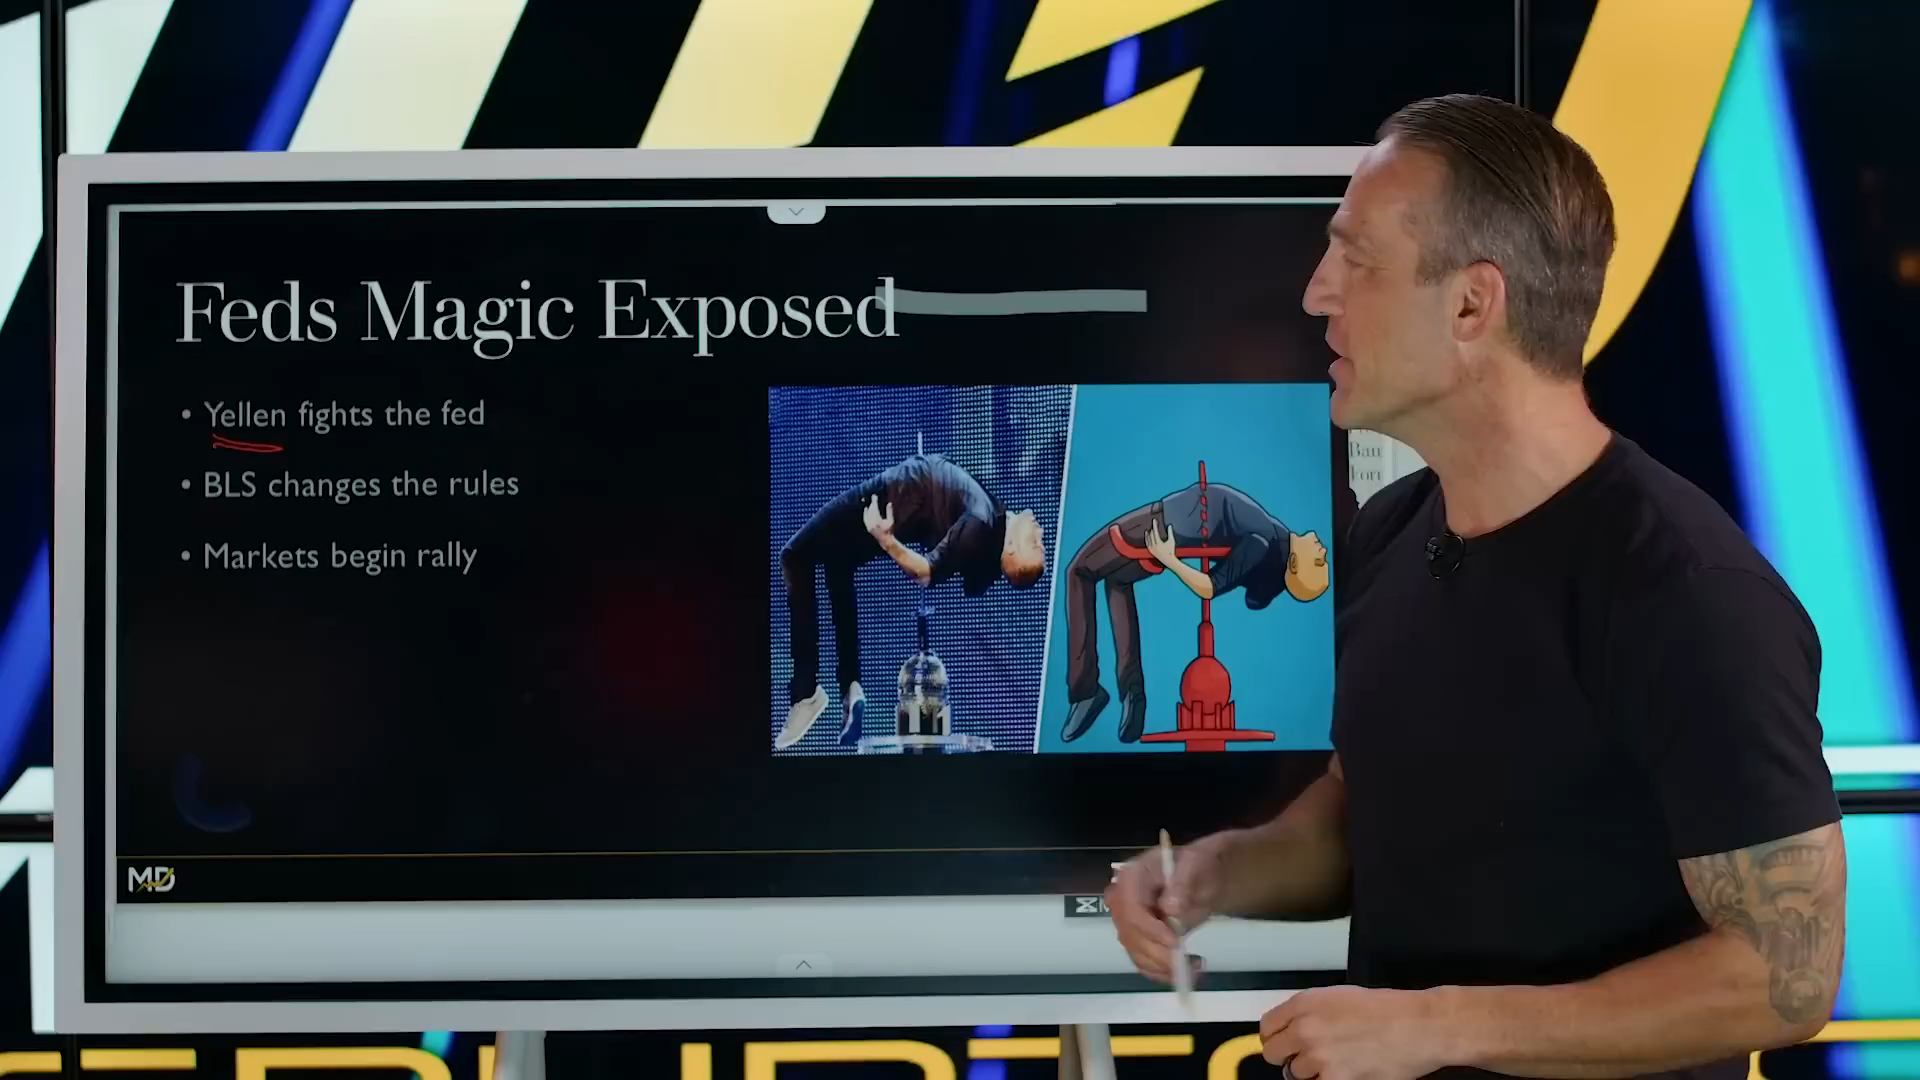 Feds Magic Exposed
• Yellen fights the fed
• BLS changes the rules
• Markets begin rally
MD